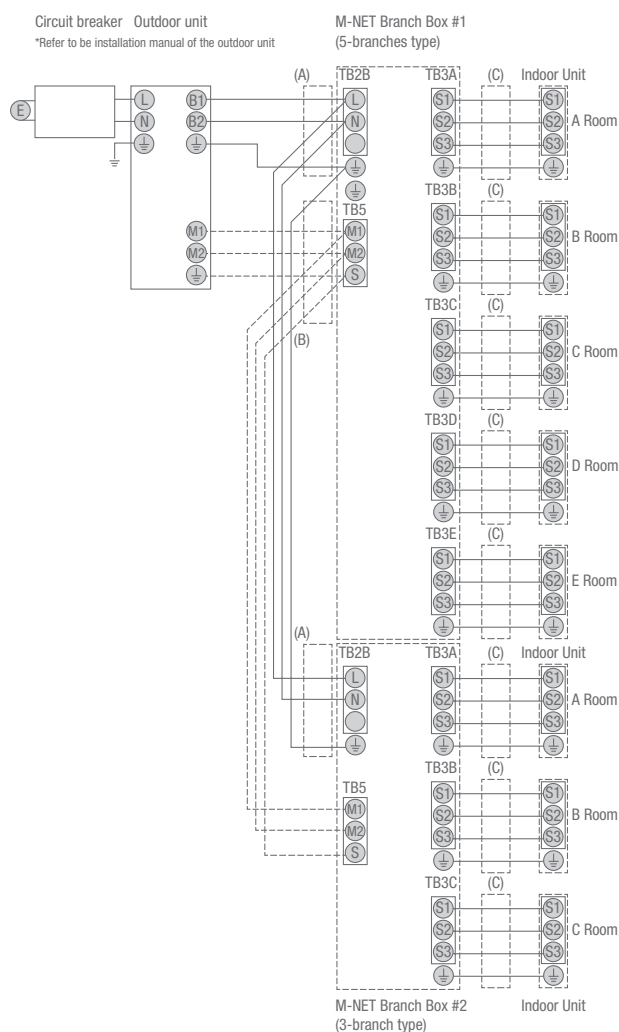 Circuit breaker Outdoor unit
*Refer to be installation manual of the outdoor unit
M-NET Branch Box #1
(5-branches type)
(A) TB2B TB3A (C) Indoor Unit
E L B1 L S1 S1
N B2 N S2 S2 A Room
S3 S3
TB3B (C)
TB5 S1 S1
M1 M1 S2 S2 B Room
M2 M2 S3 S3
S
TB3C (C)
(B) S1 S1
S2 S2 C Room
S3 S3
TB3D (C)
S1 S1
S2 S2 D Room
S3 S3
TB3E (C)
S1 S1
S2 S2 E Room
S3 S3
(A)
TB2B TB3A (C) Indoor Unit
L S1 S1
N S2 S2 A Room
S3 S3
TB3B (C)
TB5 S1 S1
M1 S2 S2 B Room
M2 S3 S3
S
TB3C (C)
S1 S1
S2 S2 C Room
S3 S3
M-NET Branch Box #2 Indoor Unit
(3-branch type)